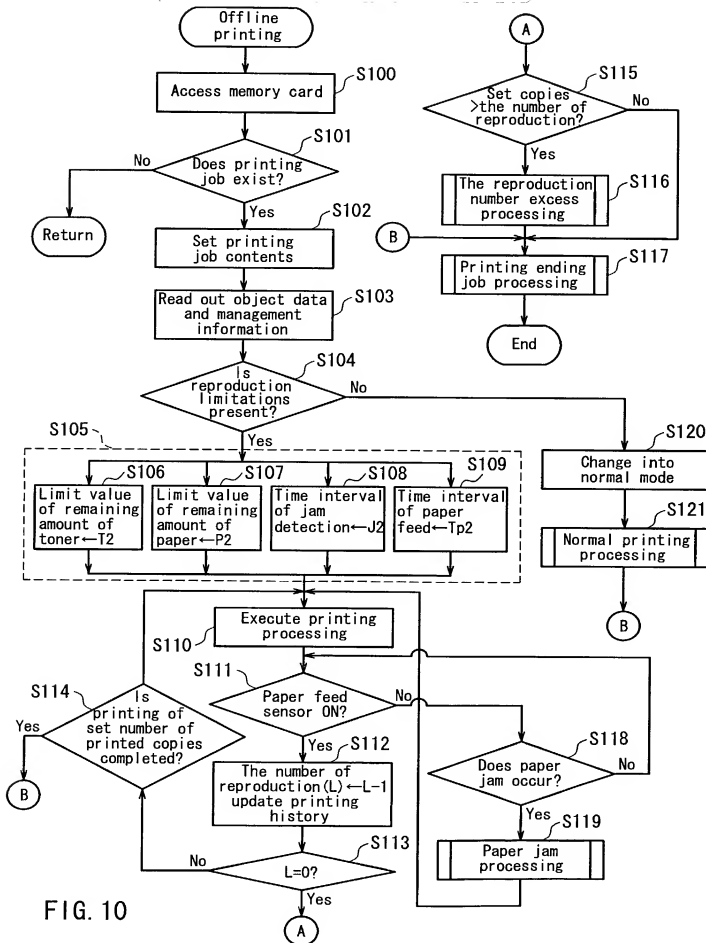 Offline
printing
S100
Access memory card
S101
No
Does printing
job exist?
Return
Yes
S102
Set printing
job contents
S103
Read out object data
and management
information
S104
Is
reproduction
limitations
present?
No
Yes
S105
S106
Limit value
of remaining
amount of
toner←T2
S107
Limit value
of remaining
amount of
paper←P2
S108
Time interval
of jam
detection←J2
S109
Time interval
of paper
feed←Tp2
S110
Execute printing
processing
S111
Paper feed
sensor ON?
No
Yes
S112
The number of
reproduction(L)←L-1
update printing
history
S113
L=0?
No
Yes
A
S114
Is
printing of
set number of
printed copies
completed?
Yes
B
S118
Does paper
jam occur?
No
Yes
S119
Paper jam
processing
A
S115
Set copies
>the number of
reproduction?
No
Yes
S116
The reproduction
number excess
processing
B
S117
Printing ending
job processing
End
S120
Change into
normal mode
S121
Normal printing
processing
B
FIG. 10